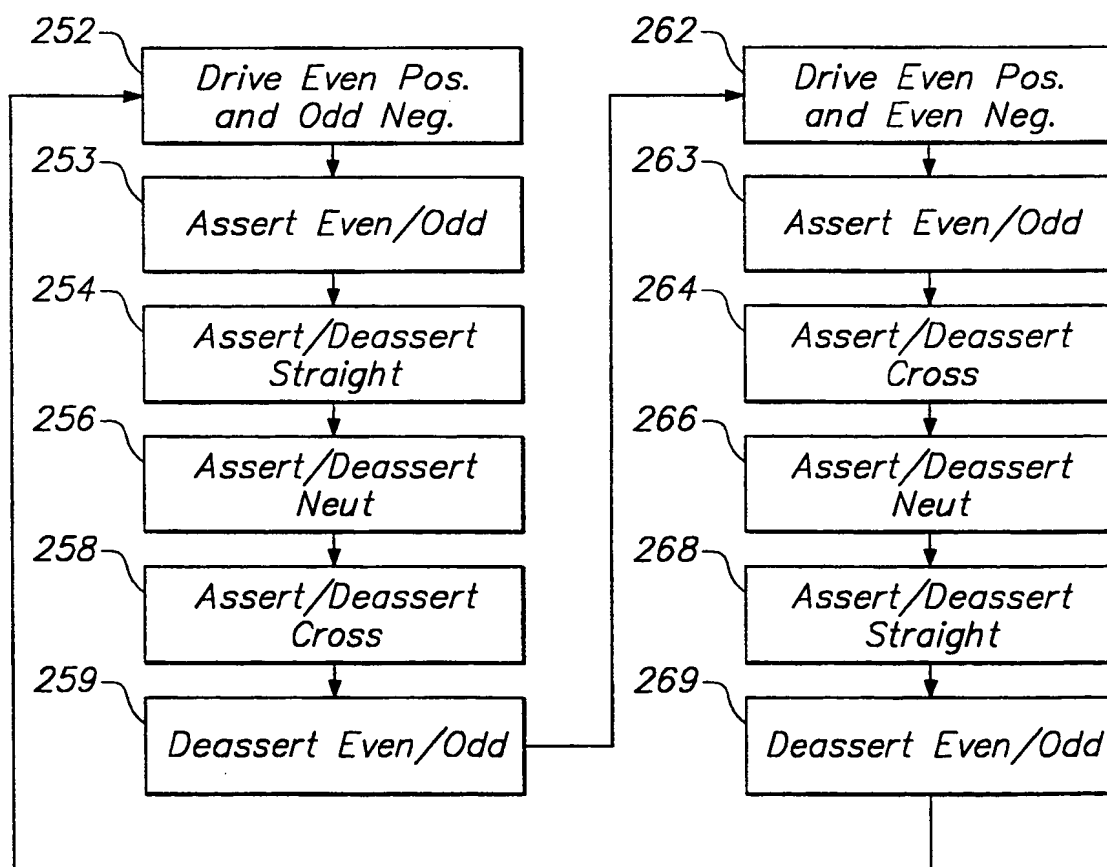 252
Drive Even Pos.
and Odd Neg.
253
Assert Even/Odd
254
Assert/Deassert
Straight
256
Assert/Deassert
Neut
258
Assert/Deassert
Cross
259
Deassert Even/Odd
262
Drive Even Pos.
and Even Neg.
263
Assert Even/Odd
264
Assert/Deassert
Cross
266
Assert/Deassert
Neut
268
Assert/Deassert
Straight
269
Deassert Even/Odd